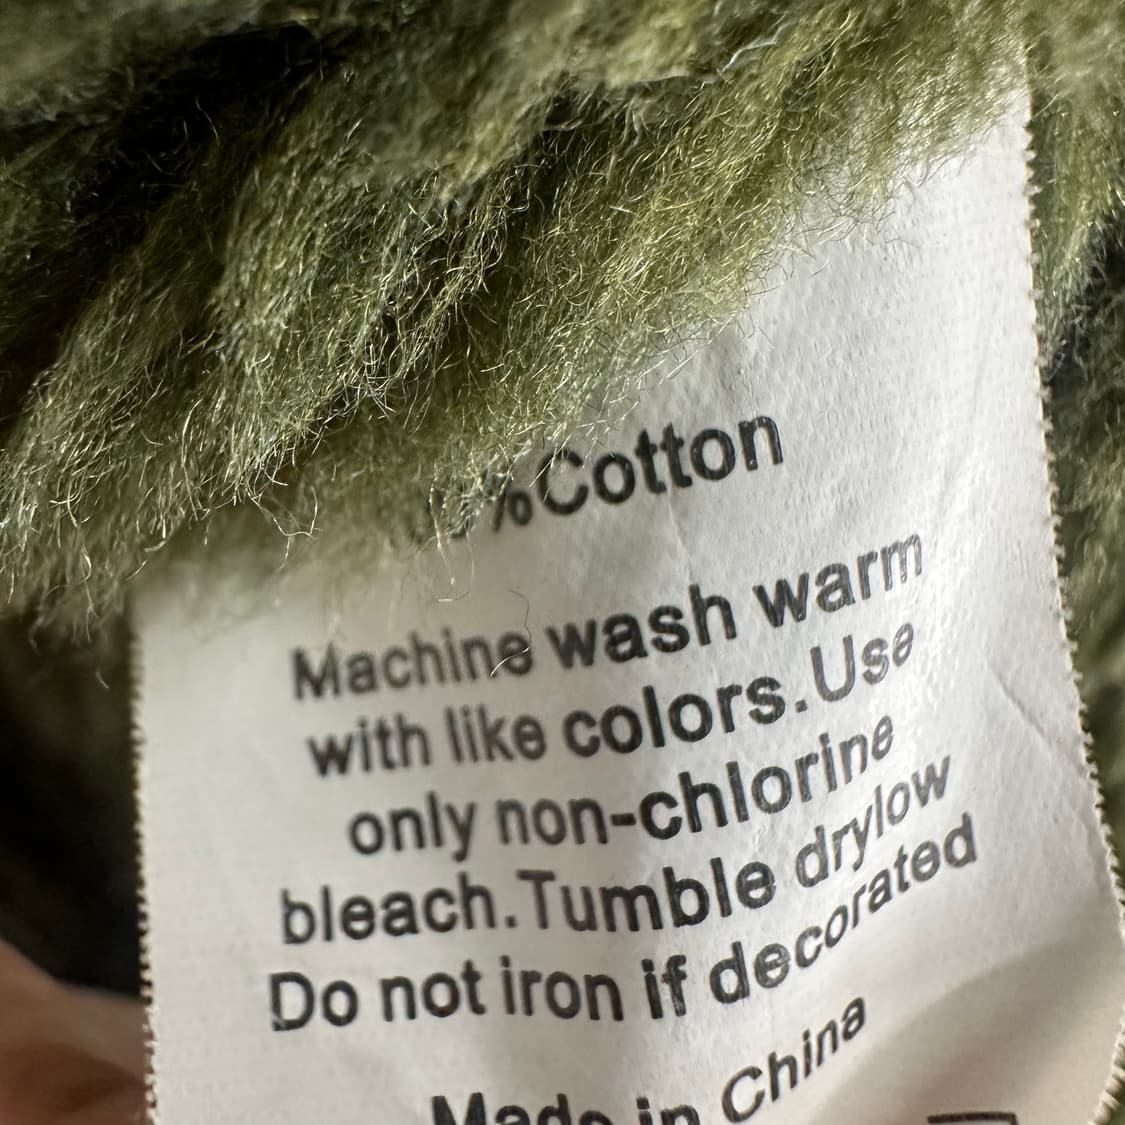 %Cotton
Machine wash warm
with like colors.Use
only non-chlorine
bleach.Tumble drylow
Do not iron if decorated
Made in China